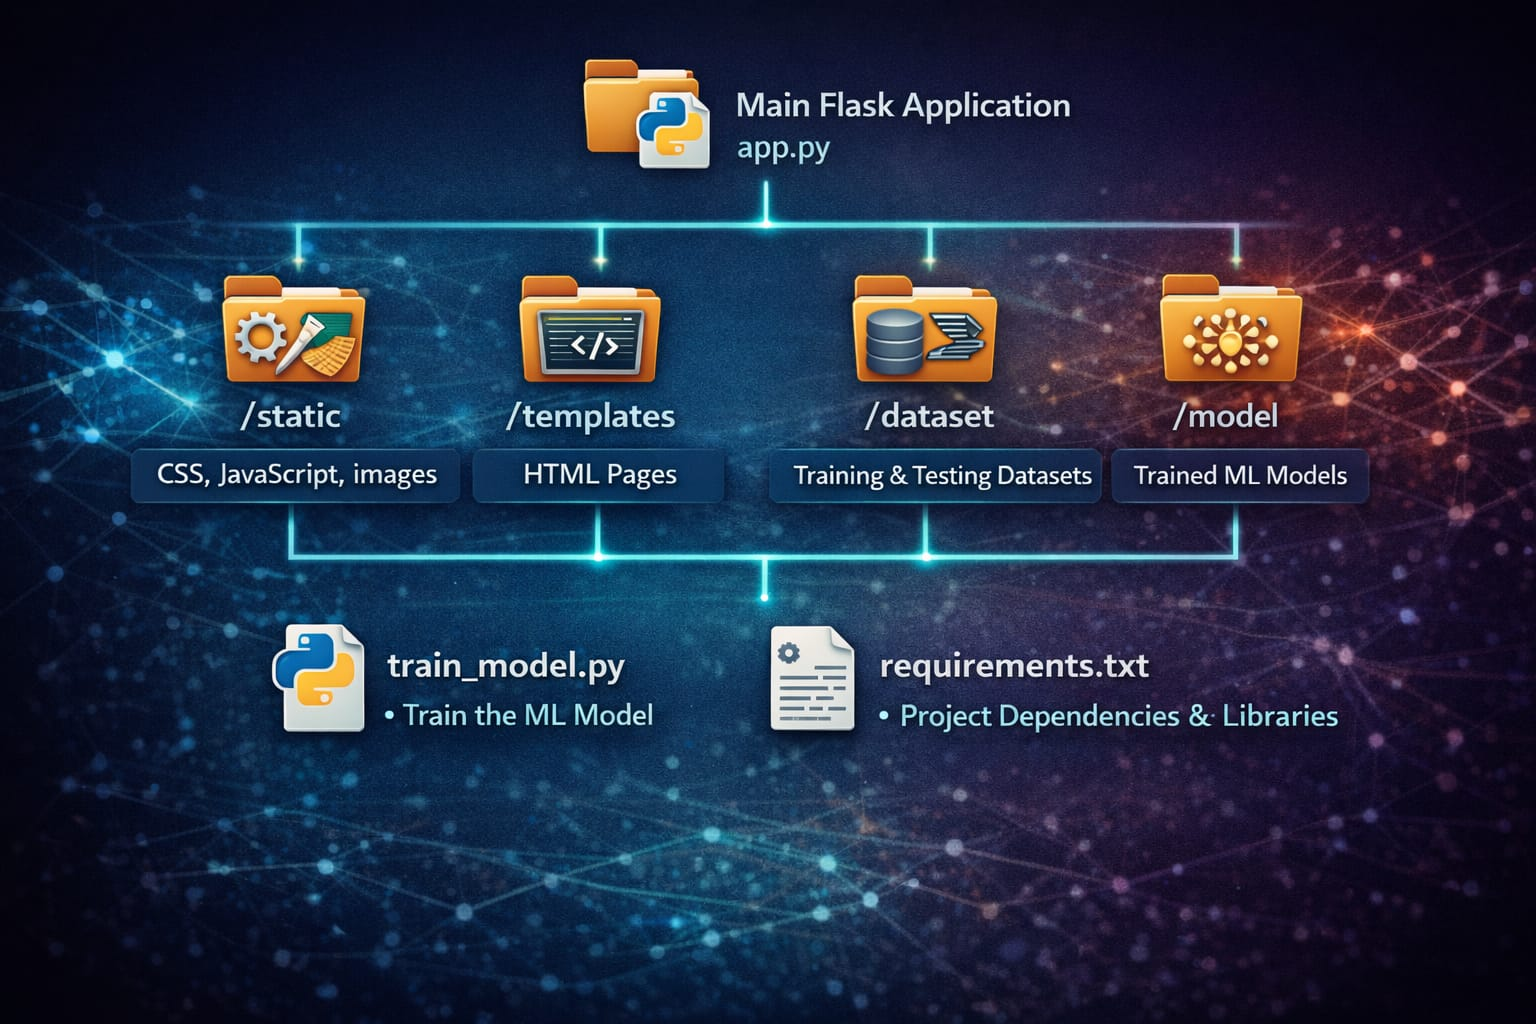 Main Flask Application
app.py
</>
/static
/templates
/dataset
/model
CSS, JavaScript, images
HTML Pages
Training & Testing Datasets
Trained ML Models
train_model.py
• Train the ML Model
requirements.txt
• Project Dependencies & Libraries